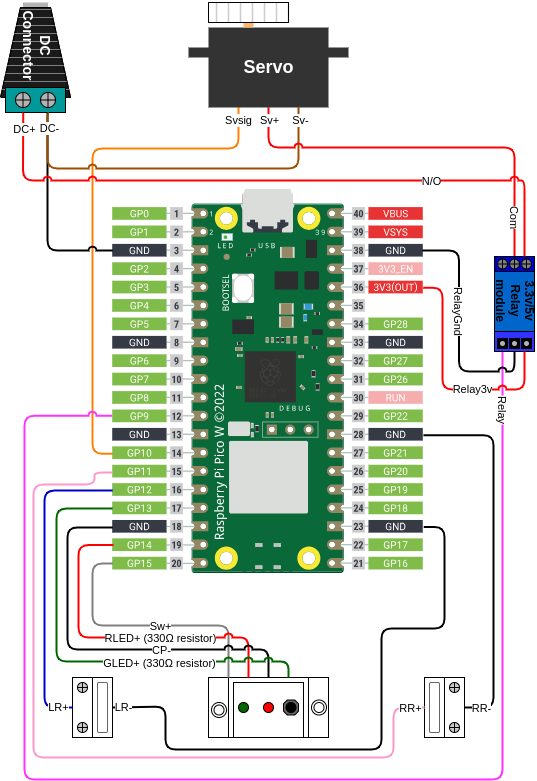 DC
Connector
Servo
DC+ DC-
Svsig Sv+ Sv-
N/O
Com
GP0 1
GP1 2
GND 3
GP2 4
GP3 5
GP4 6
GP5 7
GND 8
GP6 9
GP7 10
GP8 11
GP9 12
GND 13
GP10 14
GP11 15
GP12 16
GP13 17
GND 18
GP14 19
GP15 20
1
2
39
LED
USB
BOOTSEL
DEBUG
Raspberry Pi Pico W ©2022
40 VBUS
39 VSYS
38 GND
37 3V3_EN
36 3V3(OUT)
35
34 GP28
33 GND
32 GP27
31 GP26
30 RUN
29 GP22
28 GND
27 GP21
26 GP20
25 GP19
24 GP18
23 GND
22 GP17
21 GP16
3.3v/5v
Relay
module
RelayGnd
Relay3v
Relay
Sw+
RLED+ (330Ω resistor)
CP-
GLED+ (330Ω resistor)
LR+ LR-
RR+ RR-